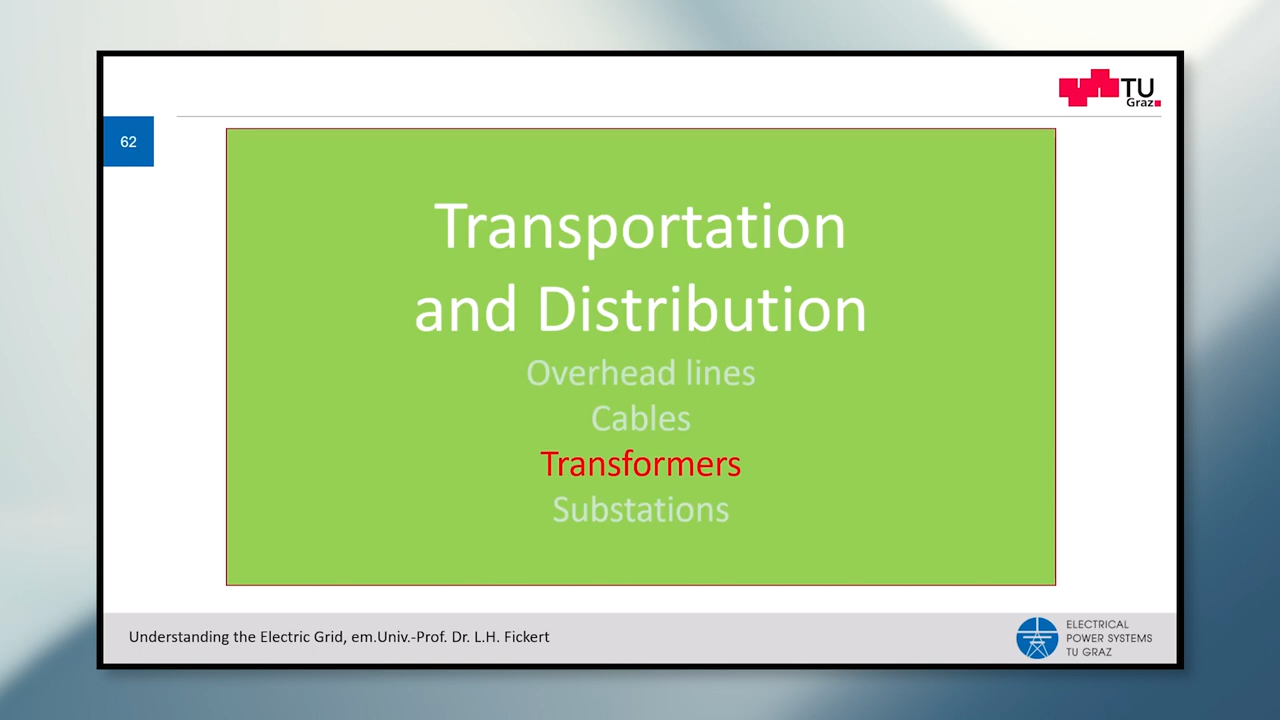 TU
Graz
62
Transportation
and Distribution
Overhead lines
Cables
Transformers
Substations
Understanding the Electric Grid, em.Univ.-Prof. Dr. L.H. Fickert
ELECTRICAL
POWER SYSTEMS
TU GRAZ